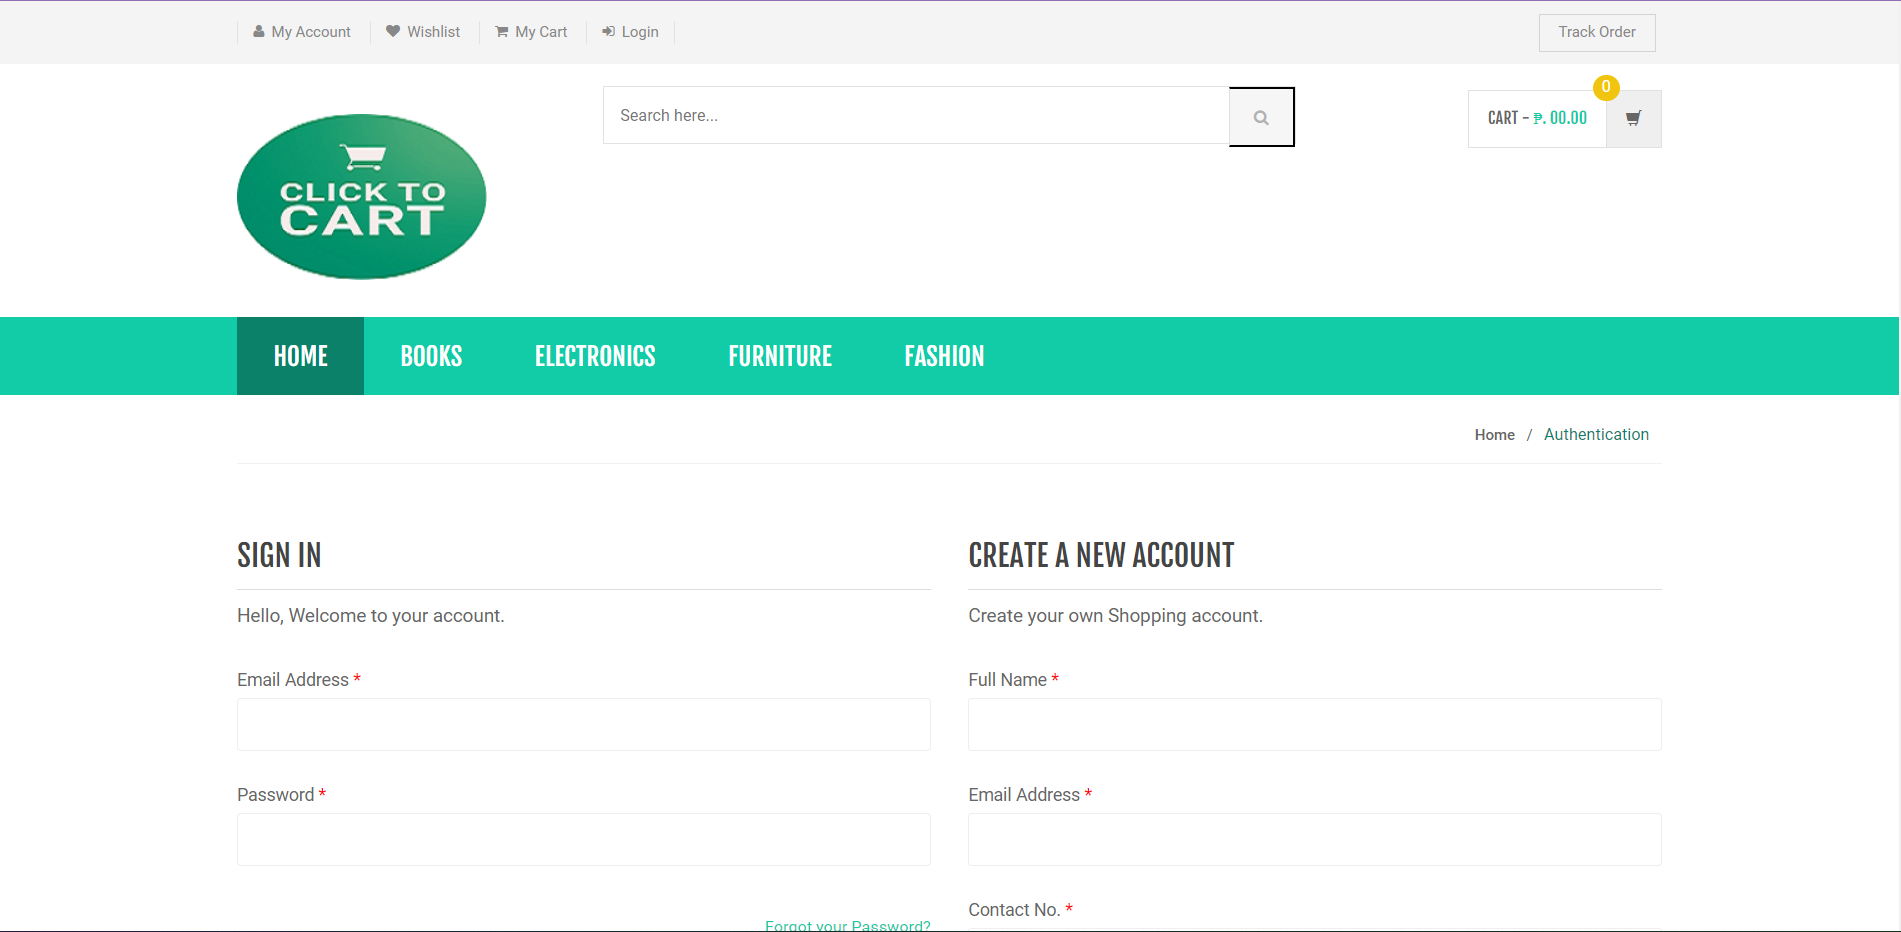 My Account Wishlist My Cart Login Track Order
Search here...
0
CART - ₱. 00.00
CLICK TO
CART
HOME BOOKS ELECTRONICS FURNITURE FASHION
Home / Authentication
SIGN IN
Hello, Welcome to your account.
Email Address *
Password *
Forgot your Password?
CREATE A NEW ACCOUNT
Create your own Shopping account.
Full Name *
Email Address *
Contact No. *